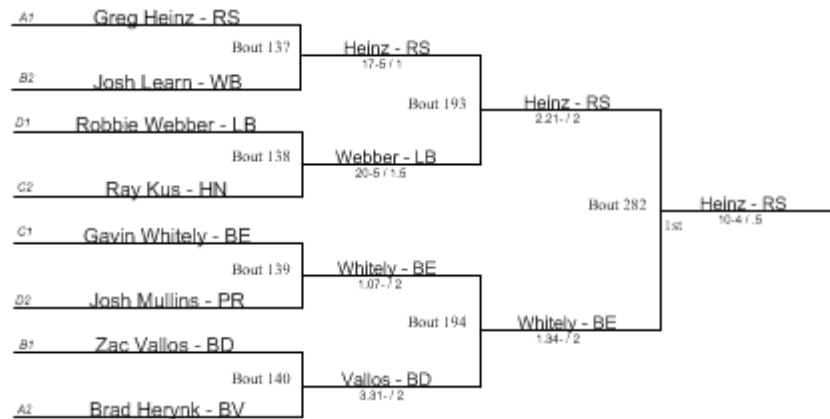 A1 Greg Heinz - RS
Bout 137
Heinz - RS
17-5 / 1
B2 Josh Learn - WB
Bout 193
Heinz - RS
2.21- / 2
D1 Robbie Webber - LB
Bout 138
Webber - LB
20-5 / 1.5
C2 Ray Kus - HN
Bout 282
Heinz - RS
10-4 / .5
1st
C1 Gavin Whitely - BE
Bout 139
Whitely - BE
1.07- / 2
D2 Josh Mullins - PR
Bout 194
Whitely - BE
1.34- / 2
B1 Zac Vallos - BD
Bout 140
Vallos - BD
3.31- / 2
A2 Brad Herynk - BV